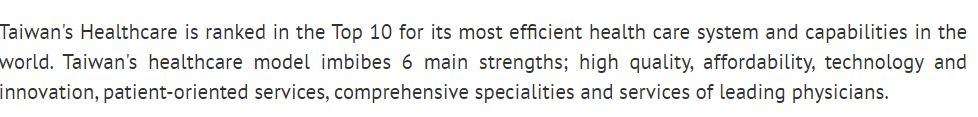 Taiwan's Healthcare is ranked in the Top 10 for its most efficient health care system and capabilities in the
world. Taiwan's healthcare model imbibes 6 main strengths; high quality, affordability, technology and
innovation, patient-oriented services, comprehensive specialities and services of leading physicians.